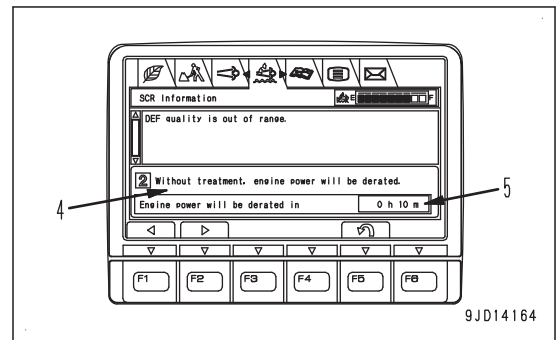 SCR Information
E F
DEF quality is out of range.
2 Without treatment, engine power will be derated.
Engine power will be derated in 0 h 10 m
4
5
F1 F2 F3 F4 F5 F6
9JD14164